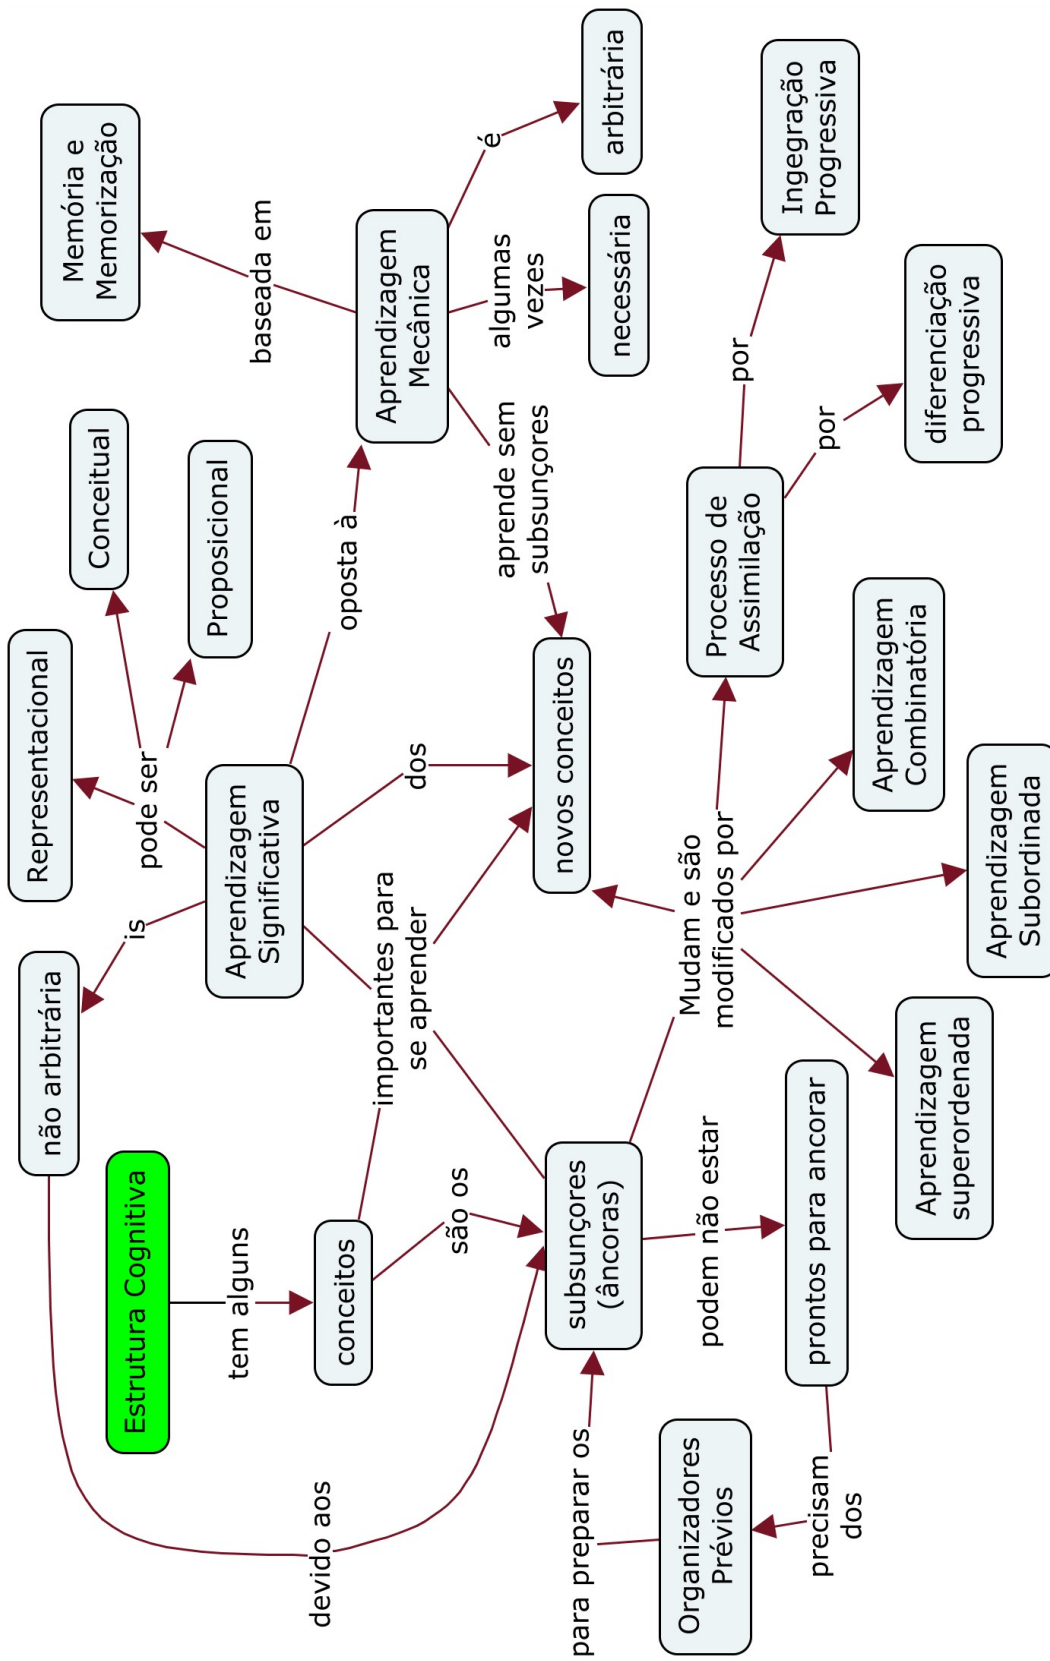 não arbitrária
Representacional
Memória e
Memorização
Conceitual
Estrutura Cognitiva
is
pode ser
Proposicional
baseada em
tem alguns
Aprendizagem
Significativa
devido aos
oposta à
Aprendizagem
Mecânica
é
arbitrária
conceitos
importantes para
se aprender
dos
algumas
vezes
necessária
são os
aprende sem
subsunçores
para preparar os
subsunçores
(âncoras)
novos conceitos
Organizadores
Prévios
podem não estar
Mudam e são
modificados por
Processo de
Assimilação
por
Ingegração
Progressiva
precisam
dos
prontos para ancorar
por
Aprendizagem
superordenada
Aprendizagem
Combinatória
diferenciação
progressiva
Aprendizagem
Subordinada